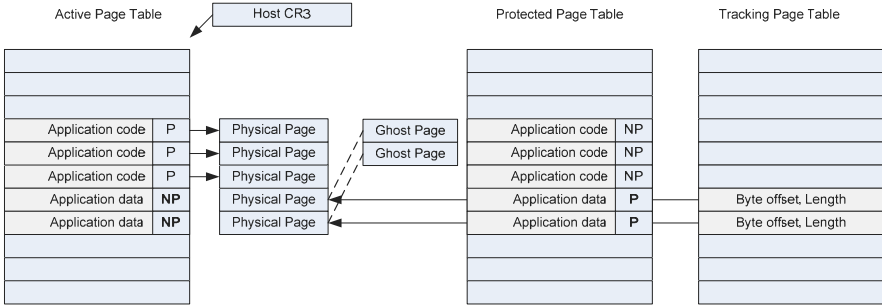 Active Page Table
Host CR3
Protected Page Table
Tracking Page Table
Application code P Physical Page Ghost Page Application code NP
Application code P Physical Page Ghost Page Application code NP
Application code P Physical Page Application code NP
Application data NP Physical Page Application data P Byte offset, Length
Application data NP Physical Page Application data P Byte offset, Length